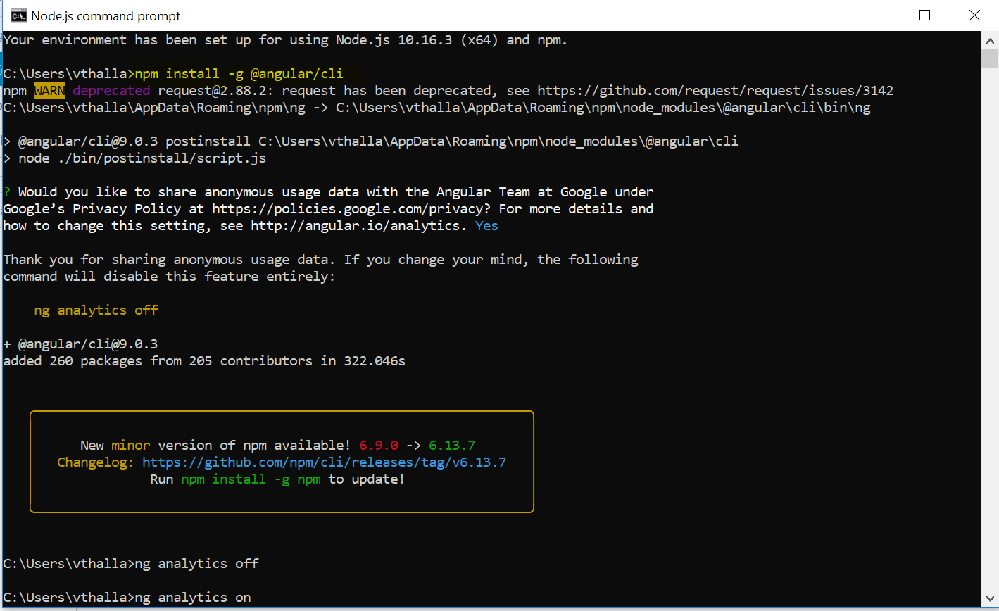 Node.js command prompt
Your environment has been set up for using Node.js 10.16.3 (x64) and npm.
C:\Users\vthalla>npm install -g @angular/cli
npm WARN deprecated request@2.88.2: request has been deprecated, see https://github.com/request/request/issues/3142
C:\Users\vthalla\AppData\Roaming\npm\ng -> C:\Users\vthalla\AppData\Roaming\npm\node_modules\@angular\cli\bin\ng
> @angular/cli@9.0.3 postinstall C:\Users\vthalla\AppData\Roaming\npm\node_modules\@angular\cli
> node ./bin/postinstall/script.js
? Would you like to share anonymous usage data with the Angular Team at Google under
Google’s Privacy Policy at https://policies.google.com/privacy? For more details and
how to change this setting, see http://angular.io/analytics. Yes
Thank you for sharing anonymous usage data. If you change your mind, the following
command will disable this feature entirely:
ng analytics off
+ @angular/cli@9.0.3
added 260 packages from 205 contributors in 322.046s
New minor version of npm available! 6.9.0 -> 6.13.7
Changelog: https://github.com/npm/cli/releases/tag/v6.13.7
Run npm install -g npm to update!
C:\Users\vthalla>ng analytics off
C:\Users\vthalla>ng analytics on